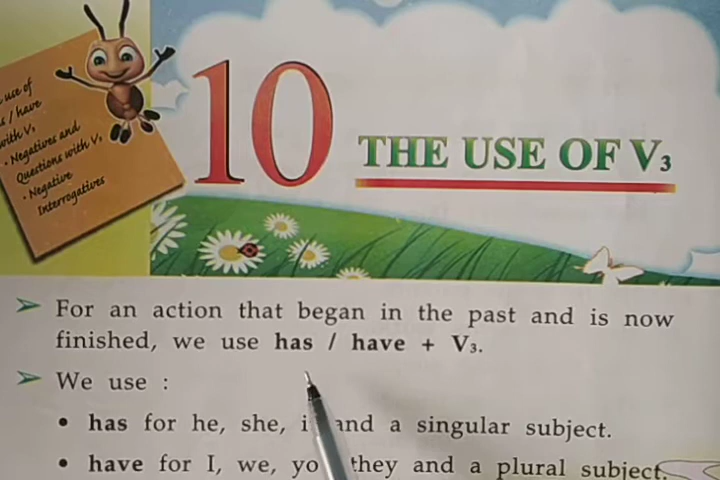 use of
s / have
with V₃
• Negatives and
Questions with V₃
• Negative
Interrogatives
10
THE USE OF V₃
➢ For an action that began in the past and is now
finished, we use has / have + V₃.
➢ We use :
• has for he, she, and a singular subject.
• have for I, we, they and a plural subject.